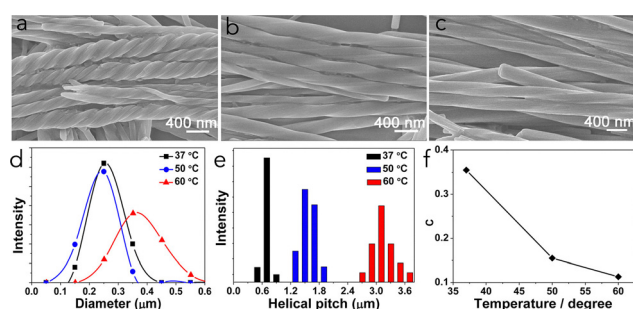 a
b
c
400 nm
400 nm
400 nm
d
37 °C
50 °C
60 °C
Intensity
0.0 0.1 0.2 0.3 0.4 0.5 0.6
Diameter (μm)
e
37 °C
50 °C
60 °C
Intensity
0.0 0.6 1.2 1.8 2.4 3.0 3.6
Helical pitch (μm)
f
0.4
0.3
0.2
0.1
c
35 40 45 50 55 60
Temperature / degree